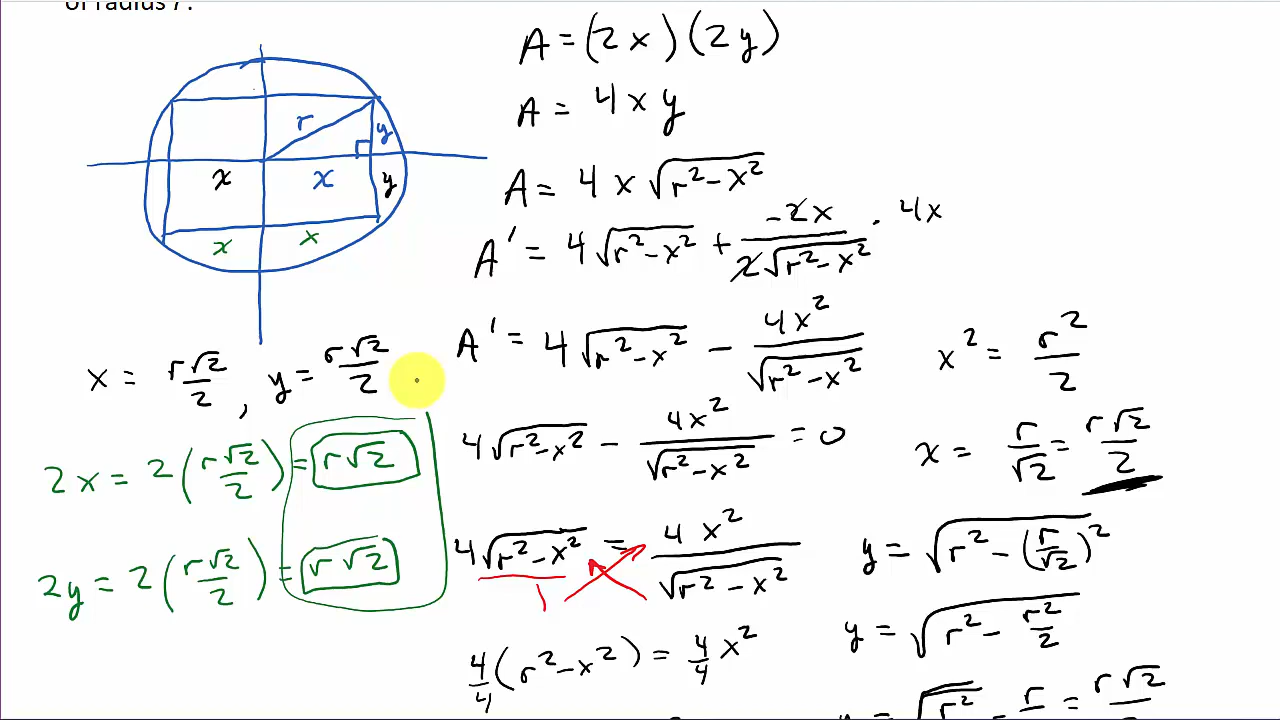 of radius r?
r
y
x
x
y
x
x
A = (2x)(2y)
A = 4xy
A = 4x√(r²-x²)
A' = 4√(r²-x²) + -2x/(2√(r²-x²)) · 4x
A' = 4√(r²-x²) - 4x²/√(r²-x²)
4√(r²-x²) - 4x²/√(r²-x²) = 0
4√(r²-x²) = 4x²/√(r²-x²)
1
4/4(r²-x²) = 4/4 x²
x² = r²/2
x = r/√2 = r√2/2
y = √(r² - (r/√2)²)
y = √(r² - r²/2)
x = r√2/2, y = r√2/2
2x = 2(r√2/2) = r√2
2y = 2(r√2/2) = r√2